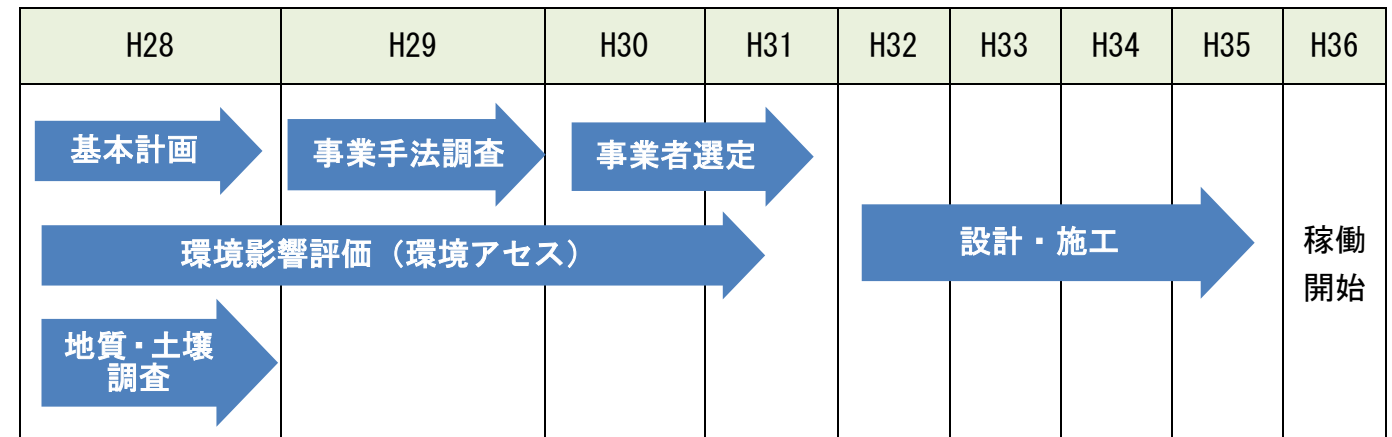 H28 H29 H30 H31 H32 H33 H34 H35 H36
基本計画
事業手法調査
事業者選定
環境影響評価（環境アセス）
設計・施工
稼働
開始
地質・土壌
調査